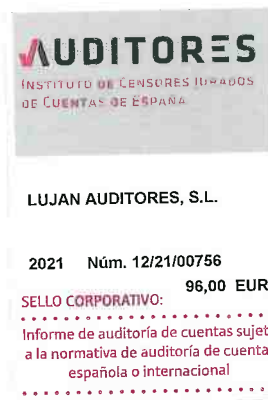 AUDITORES
INSTITUTO DE CENSORES JURADOS
DE CUENTAS DE ESPAÑA
LUJAN AUDITORES, S.L.
2021 Núm. 12/21/00756
96,00 EUR
SELLO CORPORATIVO:
Informe de auditoría de cuentas sujet
a la normativa de auditoría de cuenta
española o internacional